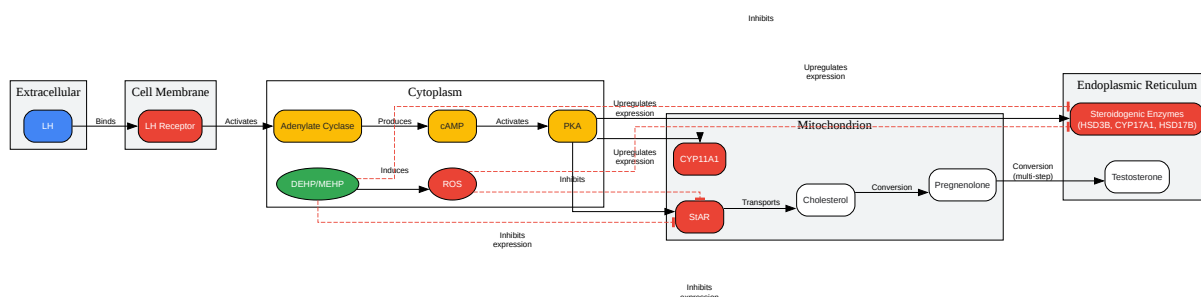 Inhibits
Upregulates
expression
Extracellular
Cell Membrane
Cytoplasm
Endoplasmic Reticulum
LH
Binds
LH Receptor
Activates
Adenylate Cyclase
Produces
cAMP
Activates
PKA
Upregulates
expression
Mitochondrion
Steroidogenic Enzymes
(HSD3B, CYP17A1, HSD17B)
Upregulates
expression
CYP11A1
DEHP/MEHP
Induces
ROS
Inhibits
StAR
Transports
Cholesterol
Conversion
Pregnenolone
Conversion
(multi-step)
Testosterone
Inhibits
expression
Inhibits
expression